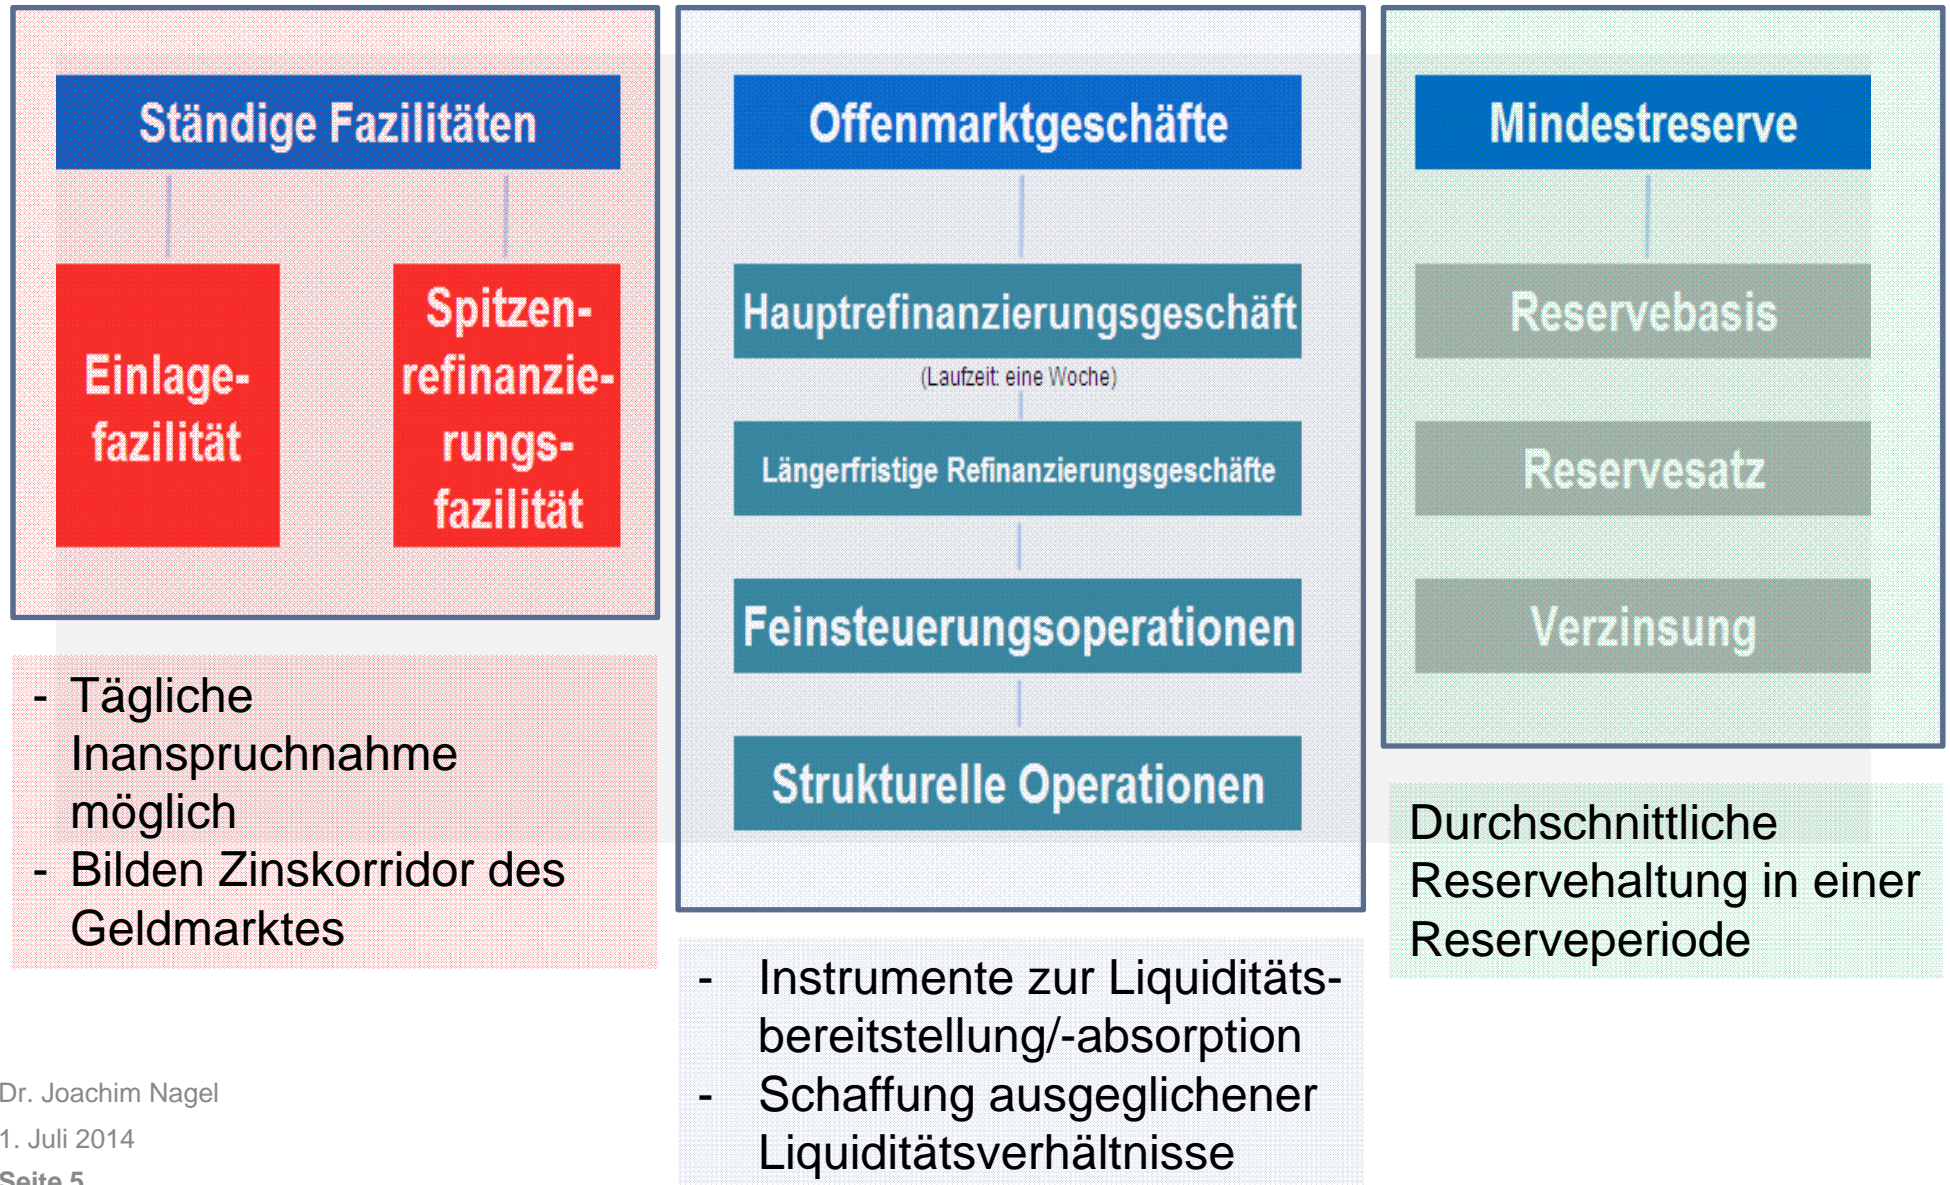 Ständige Fazilitäten
Einlage-
fazilität
Spitzen-
refinanzie-
rungs-
fazilität
- Tägliche
Inanspruchnahme
möglich
- Bilden Zinskorridor des
Geldmarktes
Offenmarktgeschäfte
Hauptrefinanzierungsgeschäft
(Laufzeit: eine Woche)
Längerfristige Refinanzierungsgeschäfte
Feinsteuerungsoperationen
Strukturelle Operationen
- Instrumente zur Liquiditäts-
bereitstellung/-absorption
- Schaffung ausgeglichener
Liquiditätsverhältnisse
Mindestreserve
Reservebasis
Reservesatz
Verzinsung
Durchschnittliche
Reservehaltung in einer
Reserveperiode
Dr. Joachim Nagel
1. Juli 2014
Seite 5